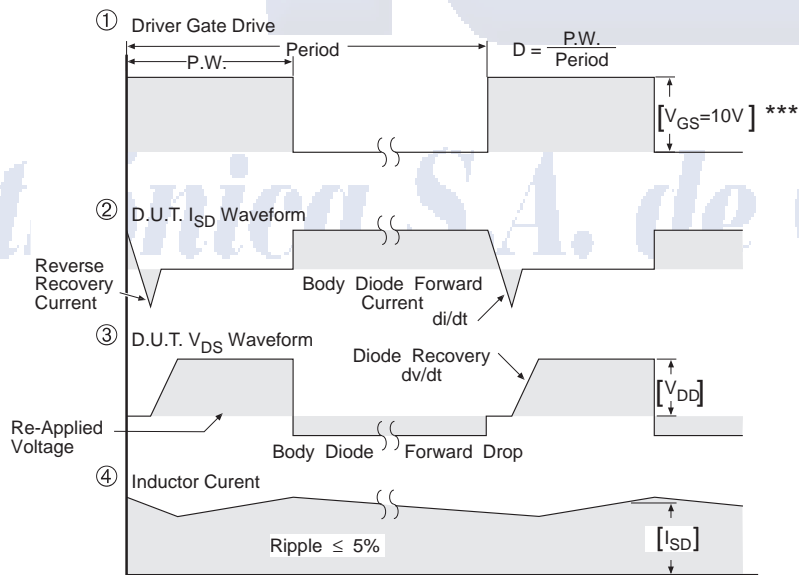 ① Driver Gate Drive
Period
P.W.
D = P.W. / Period
[VGS=10V] ***
② D.U.T. ISD Waveform
Reverse
Recovery
Current
Body Diode Forward
Current
di/dt
③ D.U.T. VDS Waveform
Diode Recovery
dv/dt
[VDD]
Re-Applied
Voltage
Body Diode Forward Drop
④ Inductor Curent
Ripple ≤ 5%
[ISD]
ónica S.A. de